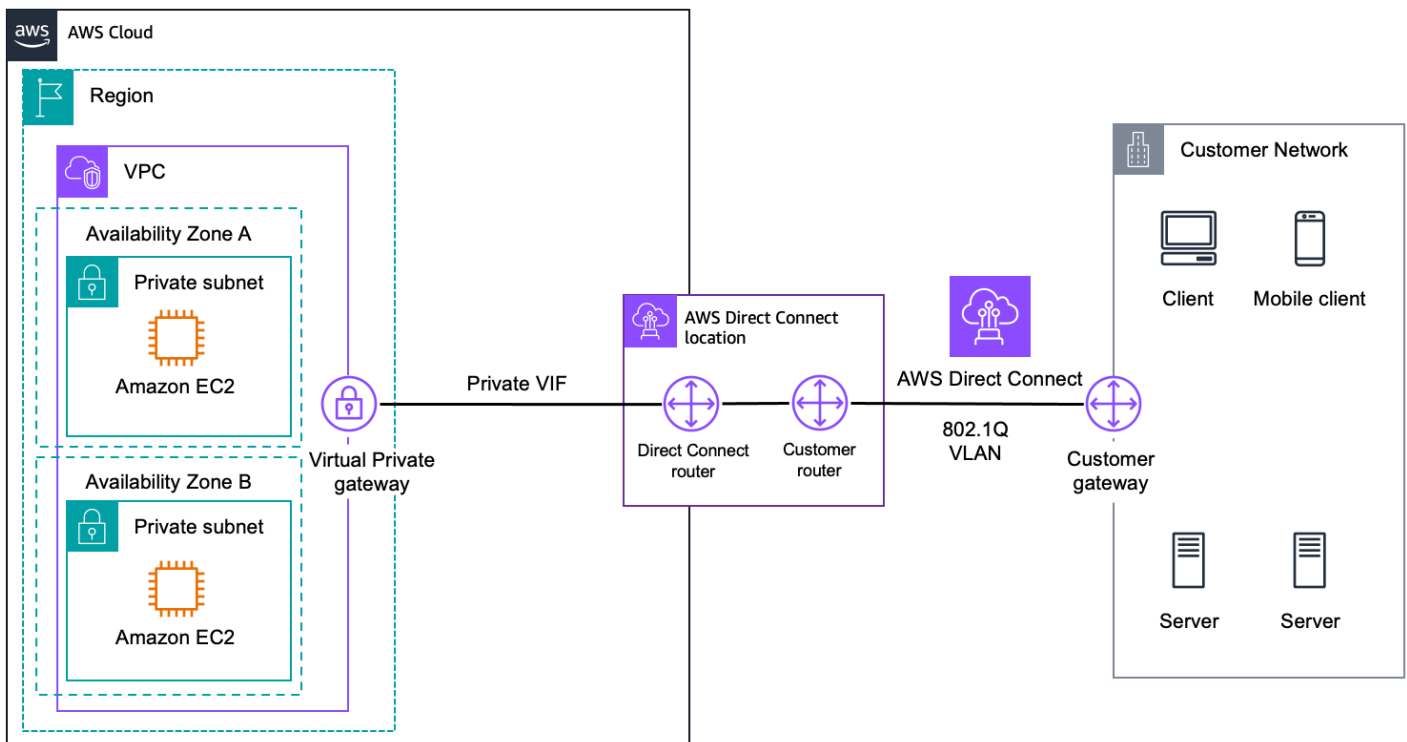 aws
AWS Cloud
Region
VPC
Availability Zone A
Private subnet
Amazon EC2
Availability Zone B
Private subnet
Amazon EC2
Virtual Private
gateway
Private VIF
AWS Direct Connect
location
Direct Connect
router
Customer
router
AWS Direct Connect
802.1Q
VLAN
Customer
gateway
Customer Network
Client
Mobile client
Server
Server